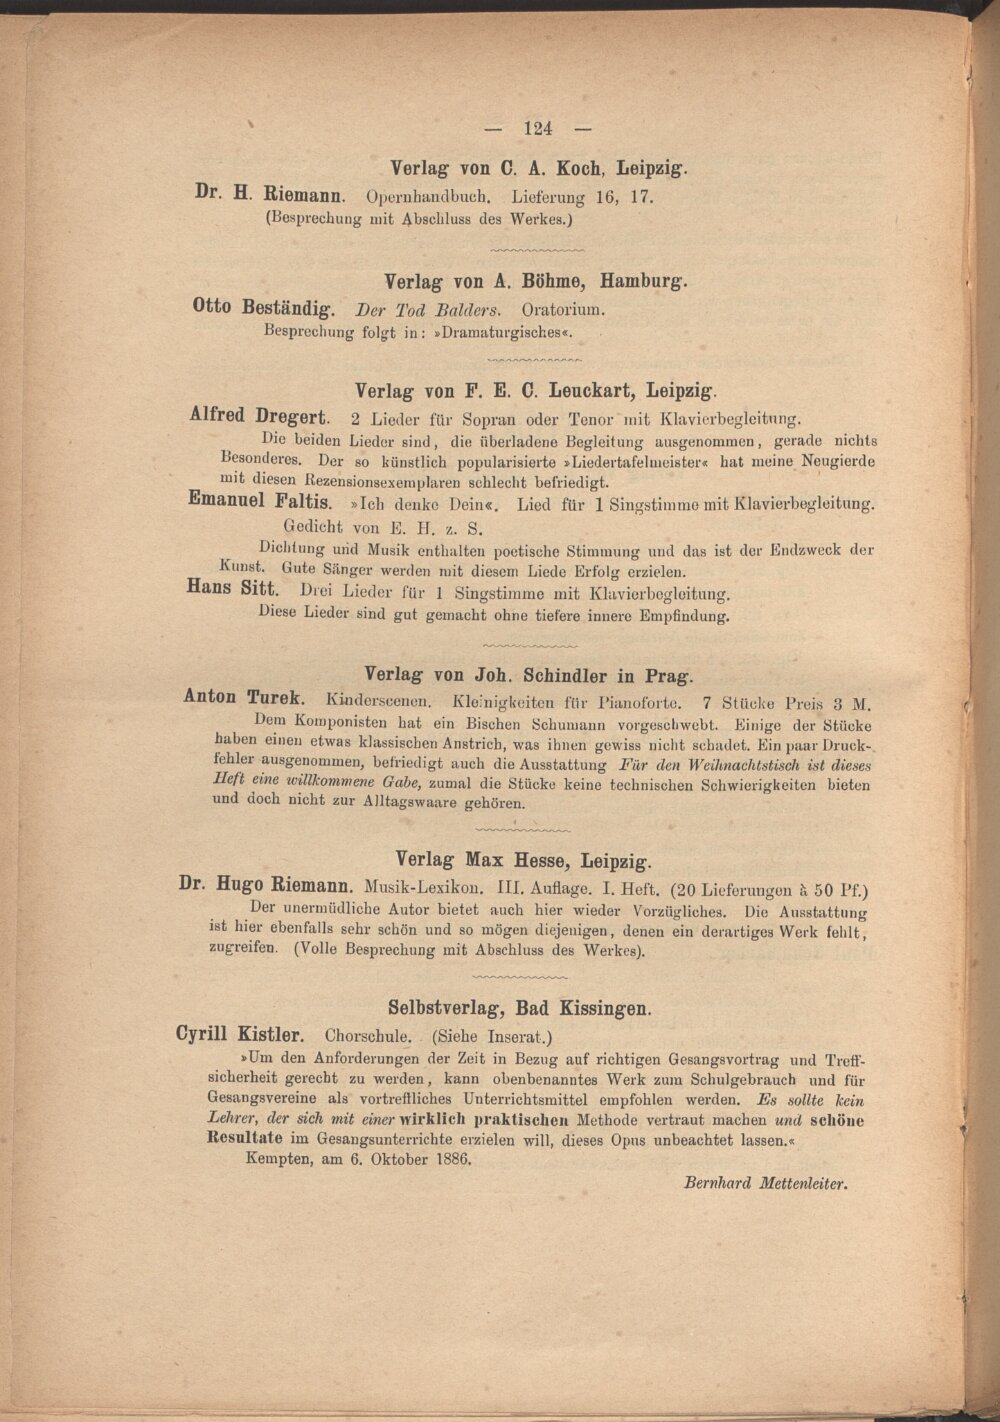 — 124 —
Verlag von C. A. Koch, Leipzig.
Dr. H. Riemann. Opernhandbuch. Lieferung 16, 17.
(Besprechung mit Abschluss des Werkes.)
Verlag von A. Böhme, Hamburg.
Otto Beständig. Der Tod Balders. Oratorium.
Besprechung folgt in: »Dramaturgisches«.
Verlag von F. E. C. Leuckart, Leipzig.
Alfred Dregert. 2 Lieder für Sopran oder Tenor mit Klavierbegleitung.
Die beiden Lieder sind, die überladene Begleitung ausgenommen, gerade nichts
Besonderes. Der so künstlich popularisierte »Liedertafelmeister« hat meine Neugierde
mit diesen Rezensionsexemplaren schlecht befriedigt.
Emanuel Faltis. »Ich denke Dein«. Lied für 1 Singstimme mit Klavierbegleitung.
Gedicht von E. H. z. S.
Dichtung und Musik enthalten poetische Stimmung und das ist der Endzweck der
Kunst. Gute Sänger werden mit diesem Liede Erfolg erzielen.
Hans Sitt. Drei Lieder für 1 Singstimme mit Klavierbegleitung.
Diese Lieder sind gut gemacht ohne tiefere innere Empfindung.
Verlag von Joh. Schindler in Prag.
Anton Turek. Kinderscenen. Kleinigkeiten für Pianoforte. 7 Stücke Preis 3 M.
Dem Komponisten hat ein Bischen Schumann vorgeschwebt. Einige der Stücke
haben einen etwas klassischen Anstrich, was ihnen gewiss nicht schadet. Ein paar Druck-
fehler ausgenommen, befriedigt auch die Ausstattung Für den Weihnachtstisch ist dieses
Heft eine willkommene Gabe, zumal die Stücke keine technischen Schwierigkeiten bieten
und doch nicht zur Alltagswaare gehören.
Verlag Max Hesse, Leipzig.
Dr. Hugo Riemann. Musik-Lexikon. III. Auflage. I. Heft. (20 Lieferungen à 50 Pf.)
Der unermüdliche Autor bietet auch hier wieder Vorzügliches. Die Ausstattung
ist hier ebenfalls sehr schön und so mögen diejenigen, denen ein derartiges Werk fehlt,
zugreifen. (Volle Besprechung mit Abschluss des Werkes).
Selbstverlag, Bad Kissingen.
Cyrill Kistler. Chorschule. (Siehe Inserat.)
»Um den Anforderungen der Zeit in Bezug auf richtigen Gesangsvortrag und Treff-
sicherheit gerecht zu werden, kann obenbenanntes Werk zum Schulgebrauch und für
Gesangsvereine als vortreffliches Unterrichtsmittel empfohlen werden. Es sollte kein
Lehrer, der sich mit einer wirklich praktischen Methode vertraut machen und schöne
Resultate im Gesangsunterrichte erzielen will, dieses Opus unbeachtet lassen.«
Kempten, am 6. Oktober 1886.
Bernhard Mettenleiter.